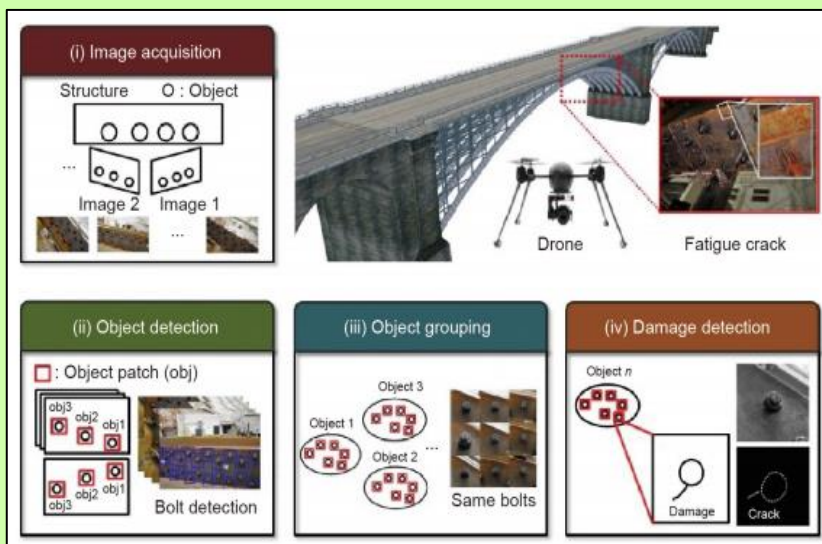 (i) Image acquisition
Structure O : Object
...
Image 2 Image 1
...
Drone
Fatigue crack
(ii) Object detection
: Object patch (obj)
obj3 obj2 obj1
obj3 obj2 obj1
Bolt detection
(iii) Object grouping
Object 3
Object 1
...
Object 2
Same bolts
(iv) Damage detection
Object n
Damage
Crack